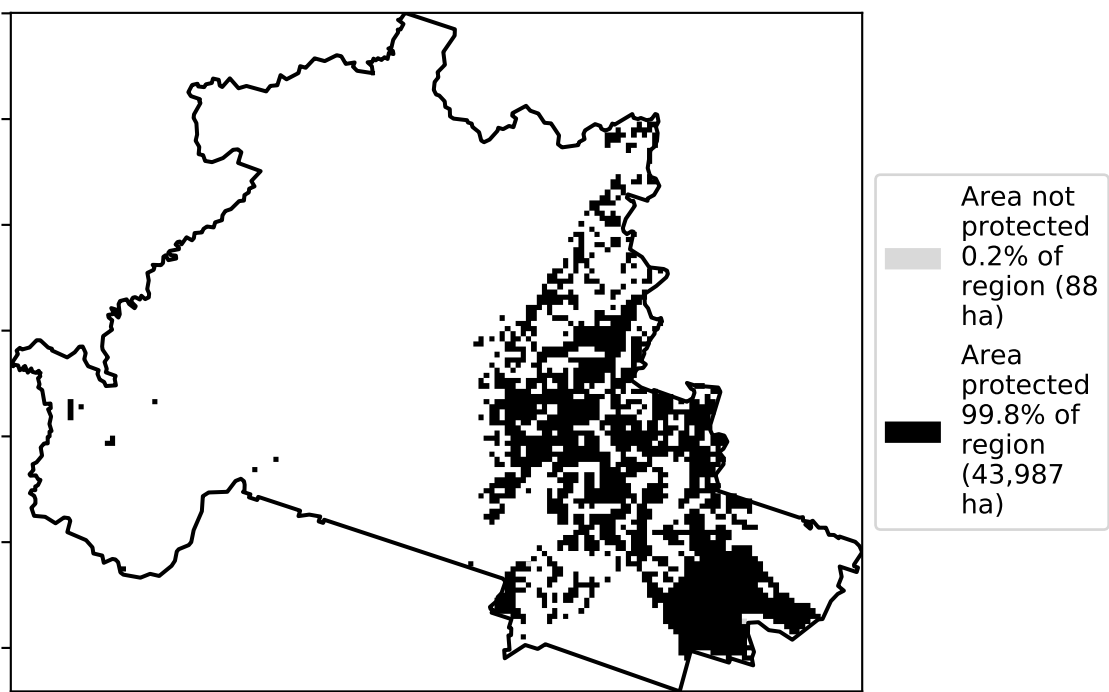 Area not
protected
0.2% of
region (88
ha)
Area
protected
99.8% of
region
(43,987
ha)